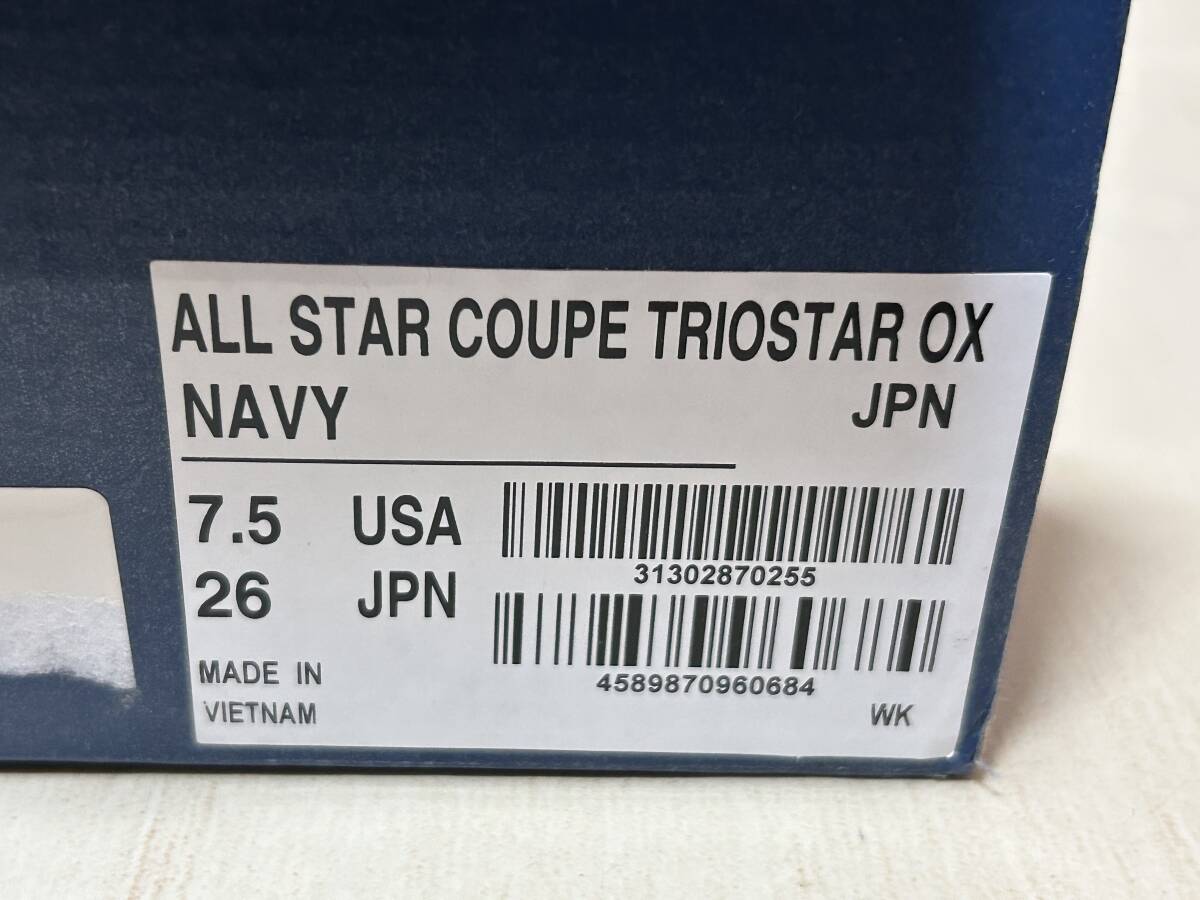 ALL STAR COUPE TRIOSTAR OX
NAVY JPN
7.5 USA
26 JPN
31302870255
4589870960684
MADE IN
VIETNAM
WK